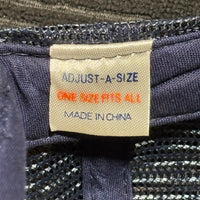 ADJUST-A-SIZE
ONE SIZE FITS ALL
MADE IN CHINA